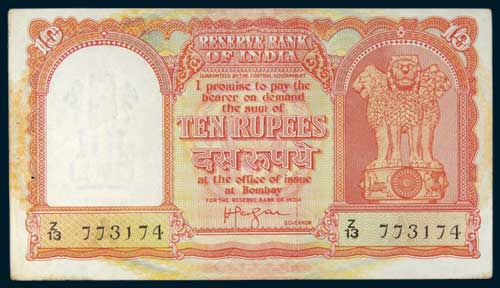 10
RESERVE BANK
OF INDIA
GUARANTEED BY THE CENTRAL GOVERNMENT
I promise to pay the
bearer on demand
the sum of
TEN RUPEES
दस रूपये
at the office of issue
at Bombay
FOR THE RESERVE BANK OF INDIA
GOVERNOR
10
Z/13 773174
Z/13 773174